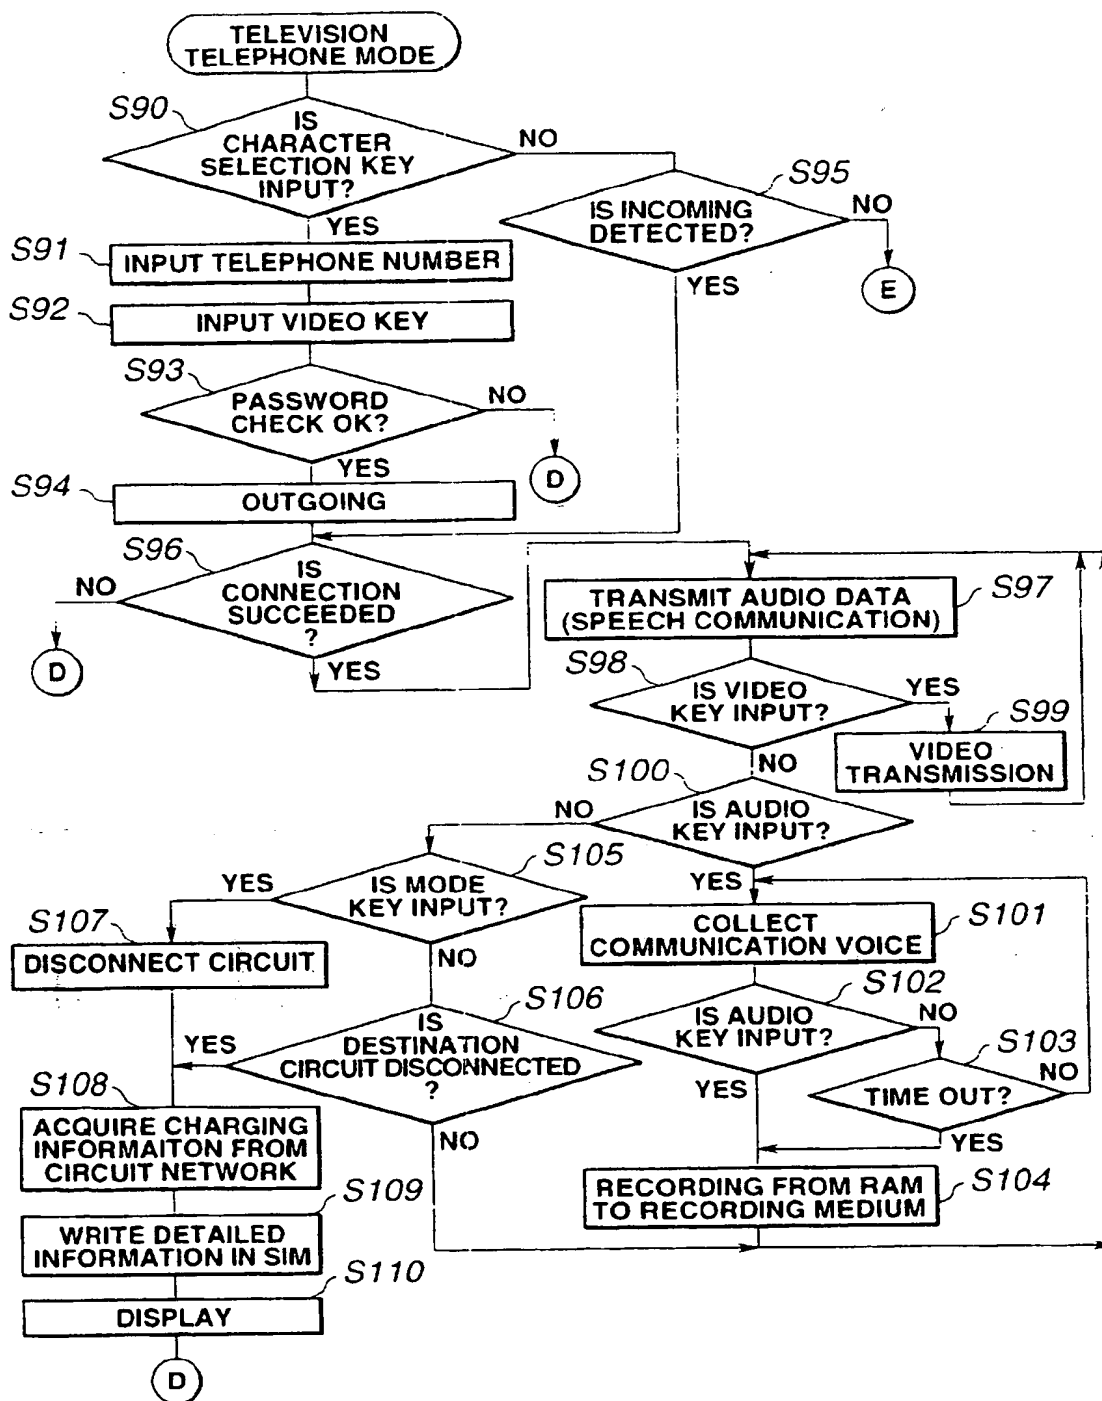 TELEVISION
TELEPHONE MODE
S90
IS
CHARACTER
SELECTION KEY
INPUT?
NO
YES
S95
IS INCOMING
DETECTED?
NO
YES
E
S91
INPUT TELEPHONE NUMBER
S92
INPUT VIDEO KEY
S93
PASSWORD
CHECK OK?
NO
YES
D
S94
OUTGOING
S96
IS
CONNECTION
SUCCEEDED
?
NO
YES
D
S97
TRANSMIT AUDIO DATA
(SPEECH COMMUNICATION)
S98
IS VIDEO
KEY INPUT?
YES
NO
S99
VIDEO
TRANSMISSION
S100
IS AUDIO
KEY INPUT?
NO
YES
S105
IS MODE
KEY INPUT?
YES
NO
S107
DISCONNECT CIRCUIT
S101
COLLECT
COMMUNICATION VOICE
S102
IS AUDIO
KEY INPUT?
NO
YES
S103
TIME OUT?
NO
YES
S106
IS
DESTINATION
CIRCUIT DISCONNECTED
?
YES
NO
S108
ACQUIRE CHARGING
INFORMAITON FROM
CIRCUIT NETWORK
S104
RECORDING FROM RAM
TO RECORDING MEDIUM
S109
WRITE DETAILED
INFORMATION IN SIM
S110
DISPLAY
D